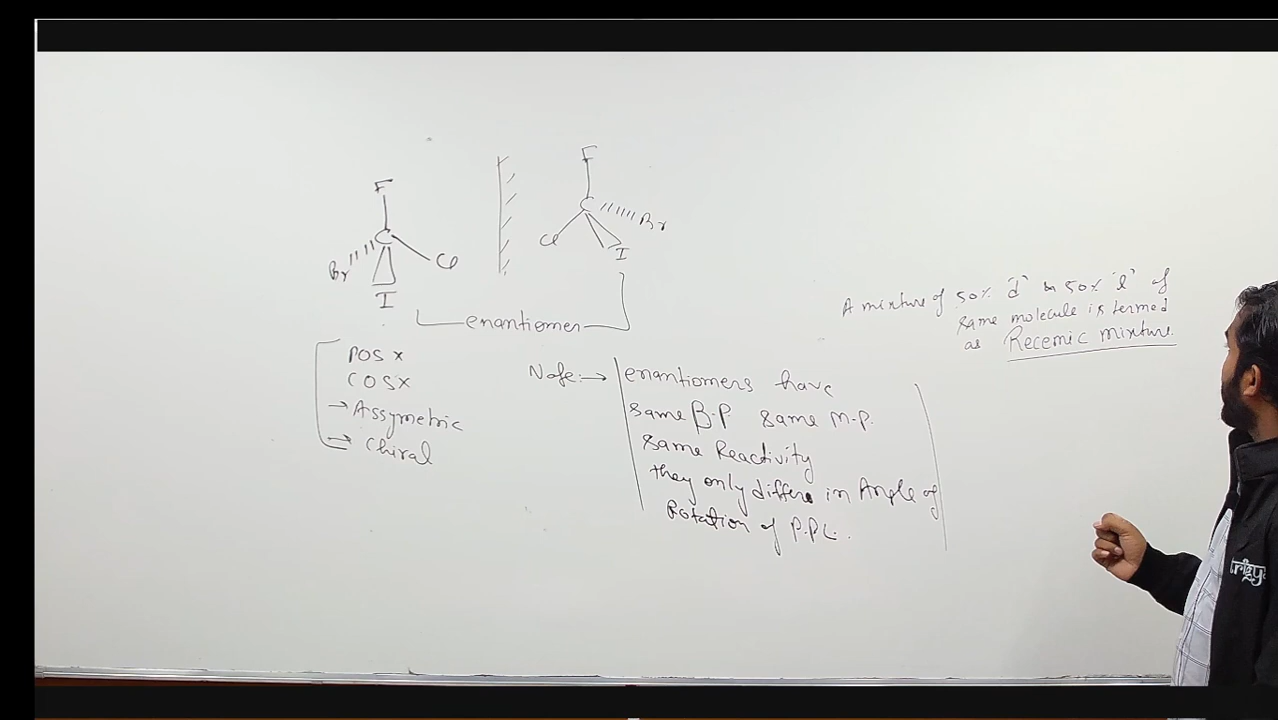 F
C
Br
Cl
I
F
C
Br
Cl
I
enantiomer
POS x
COS x
→ Assymetric
→ Chiral
Note:→ enantiomers have
same B.P same M.P.
same Reactivity
they only differs in Angle of
Rotation of P.P.L.
A mixture of 50% 'd' & 50% 'l' of
same molecule is termed
as Recemic mixture.